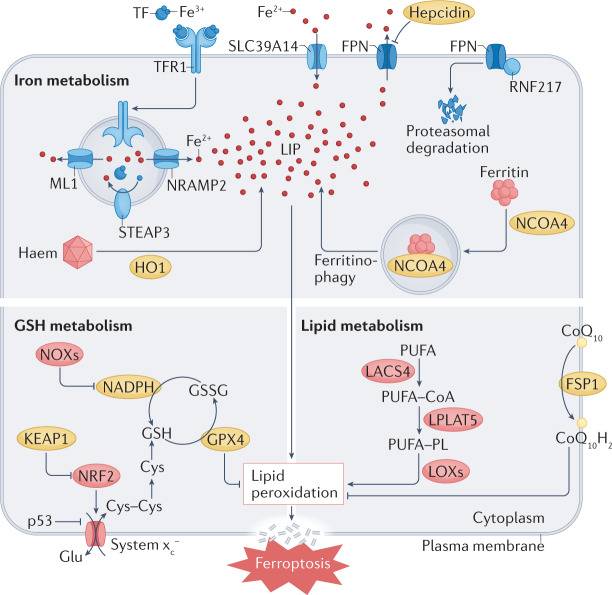 TF Fe³⁺
Fe²⁺
Hepcidin
SLC39A14
FPN
FPN
TFR1
RNF217
Iron metabolism
Proteasomal
degradation
Fe²⁺
LIP
ML1
NRAMP2
STEAP3
Ferritin
NCOA4
Haem
HO1
Ferritino-
phagy
NCOA4
GSH metabolism
NOXs
NADPH
GSSG
KEAP1
GSH
GPX4
Cys
NRF2
Cys–Cys
p53
System x꜀⁻
Glu
Lipid metabolism
PUFA
LACS4
PUFA–CoA
LPLAT5
PUFA–PL
LOXs
CoQ₁₀
FSP1
CoQ₁₀H₂
Lipid
peroxidation
Cytoplasm
Plasma membrane
Ferroptosis